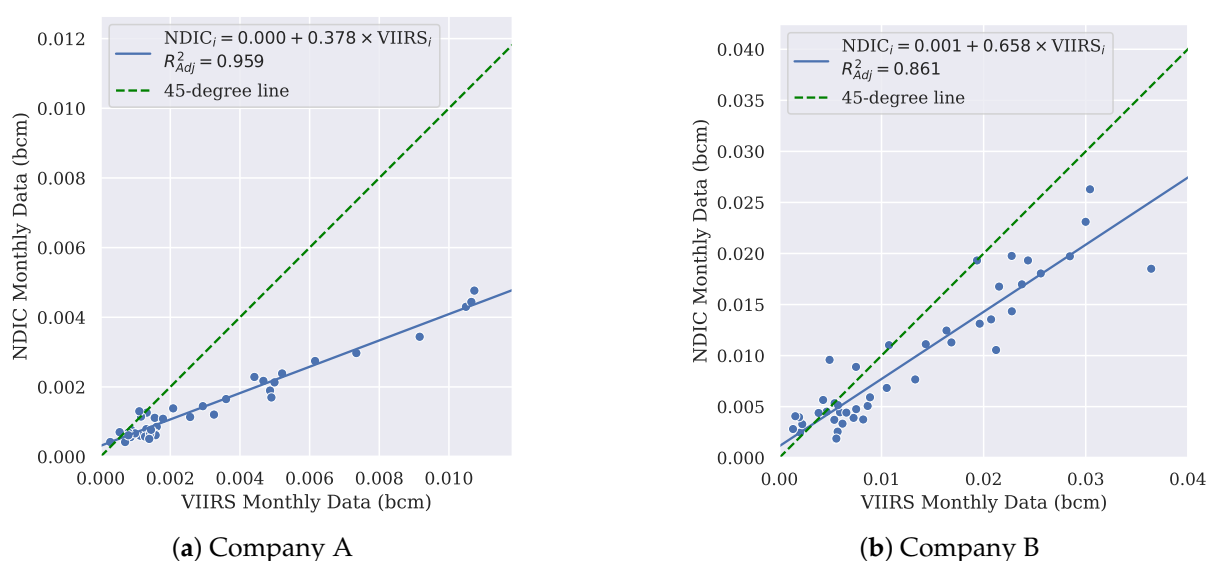 NDICᵢ = 0.000 + 0.378 × VIIRSᵢ
R²_Adj = 0.959
45-degree line
NDIC Monthly Data (bcm)
0.012
0.010
0.008
0.006
0.004
0.002
0.000
0.000 0.002 0.004 0.006 0.008 0.010
VIIRS Monthly Data (bcm)
(a) Company A
NDICᵢ = 0.001 + 0.658 × VIIRSᵢ
R²_Adj = 0.861
45-degree line
NDIC Monthly Data (bcm)
0.040
0.035
0.030
0.025
0.020
0.015
0.010
0.005
0.000
0.00 0.01 0.02 0.03 0.04
VIIRS Monthly Data (bcm)
(b) Company B